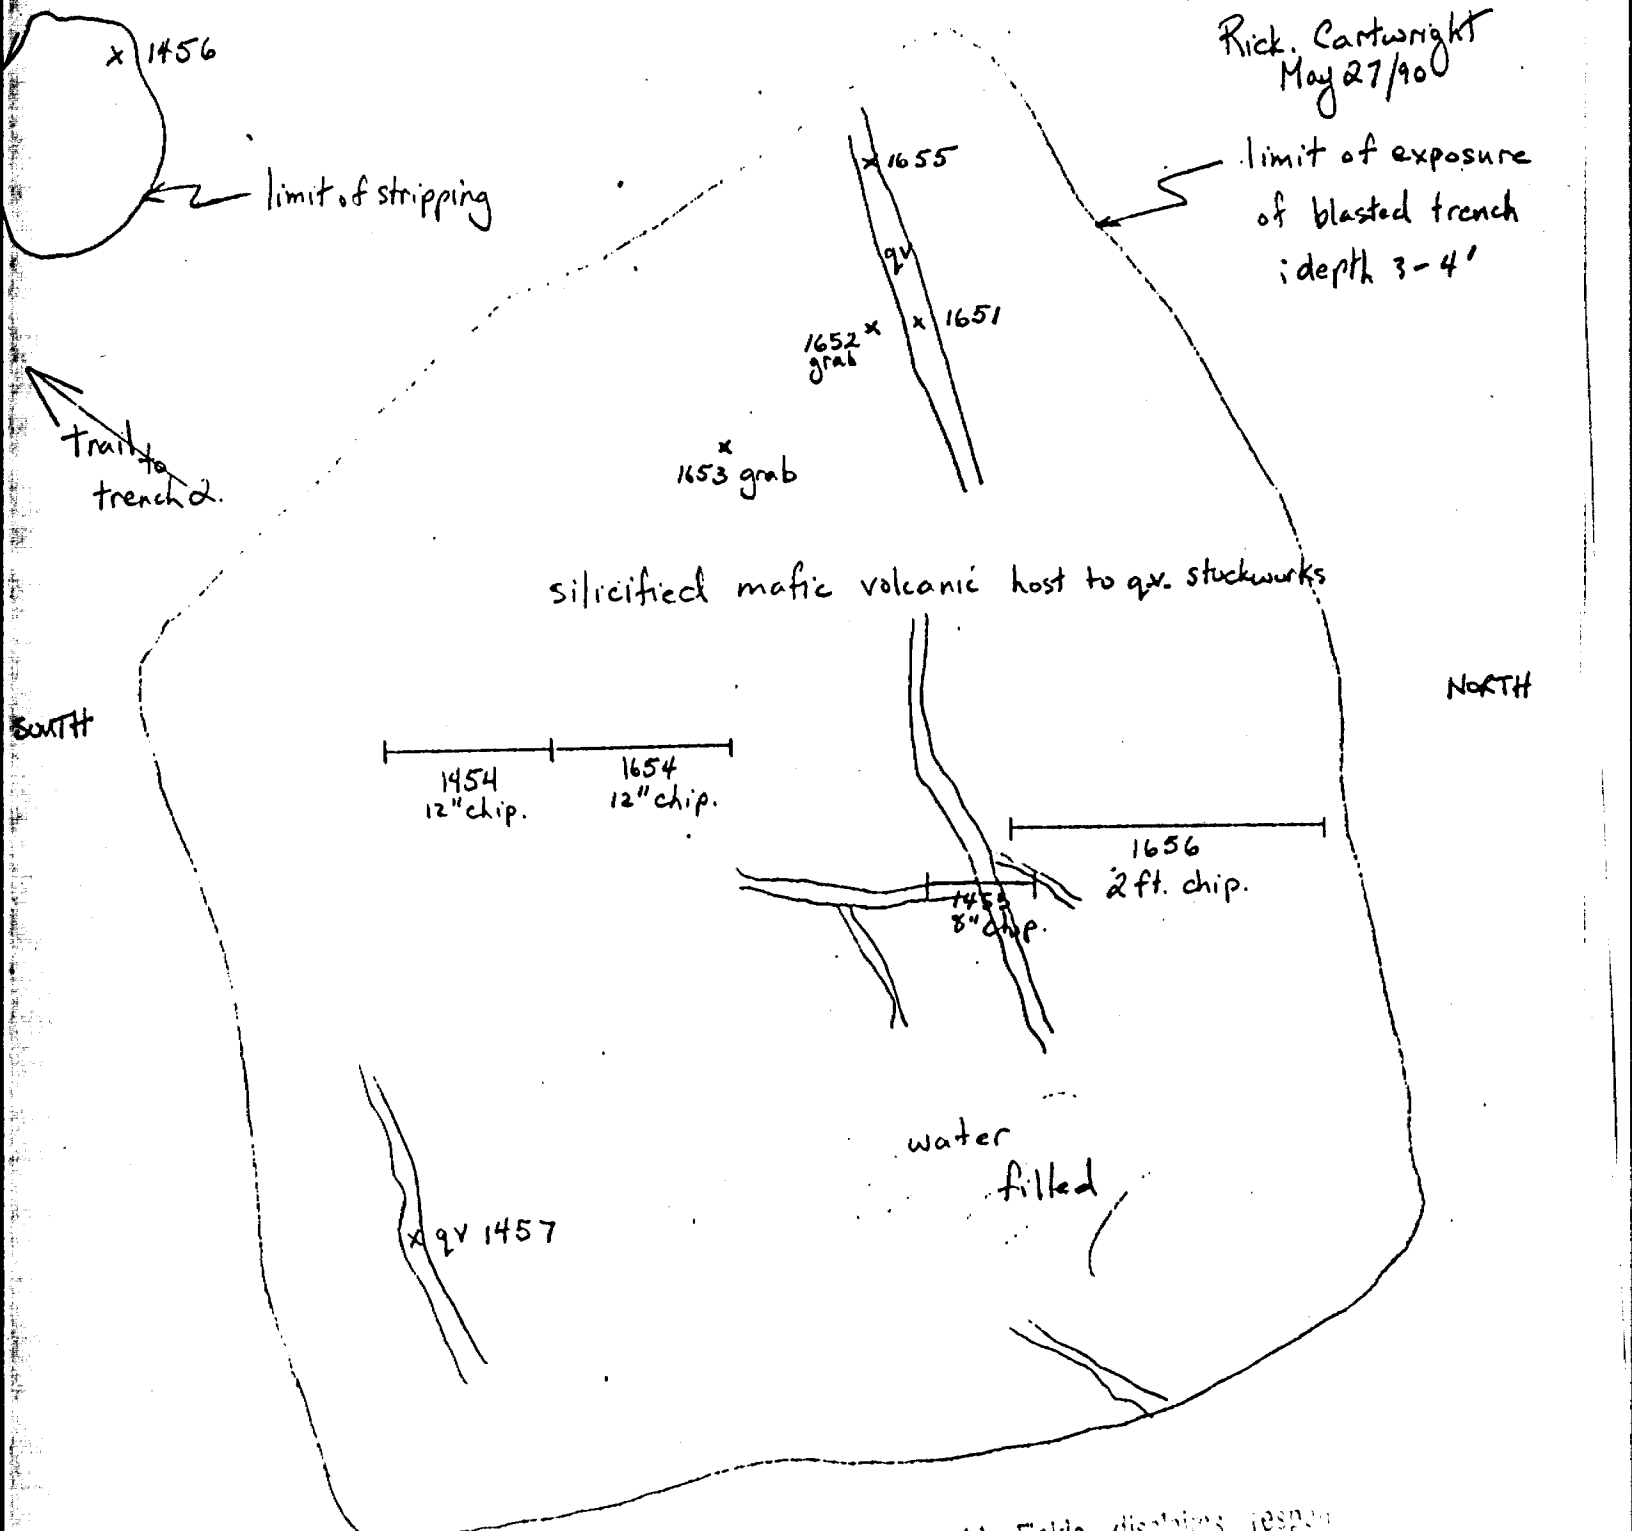 Rick. Cartwright
May 27/90
x 1456
limit of stripping
limit of exposure
of blasted trench
; depth 3-4'
x 1655
qv
1652 x
grab
x 1651
trail to
trench 2.
x
1653 grab
silicified mafic volcanic host to q.v. stockworks
SOUTH
NORTH
1454
12" chip.
1654
12" chip.
1656
2 ft. chip.
1455
8" chip.
water
filled
x qv 1457
disclaims